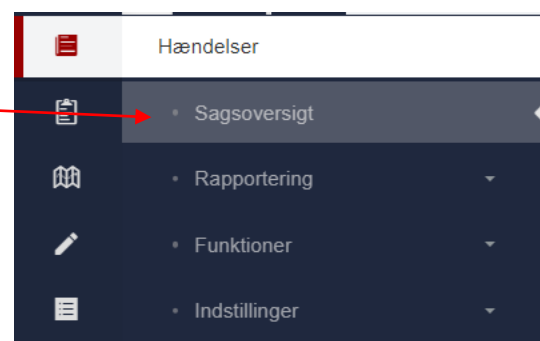 Hændelser
Sagsoversigt
Rapportering
Funktioner
Indstillinger